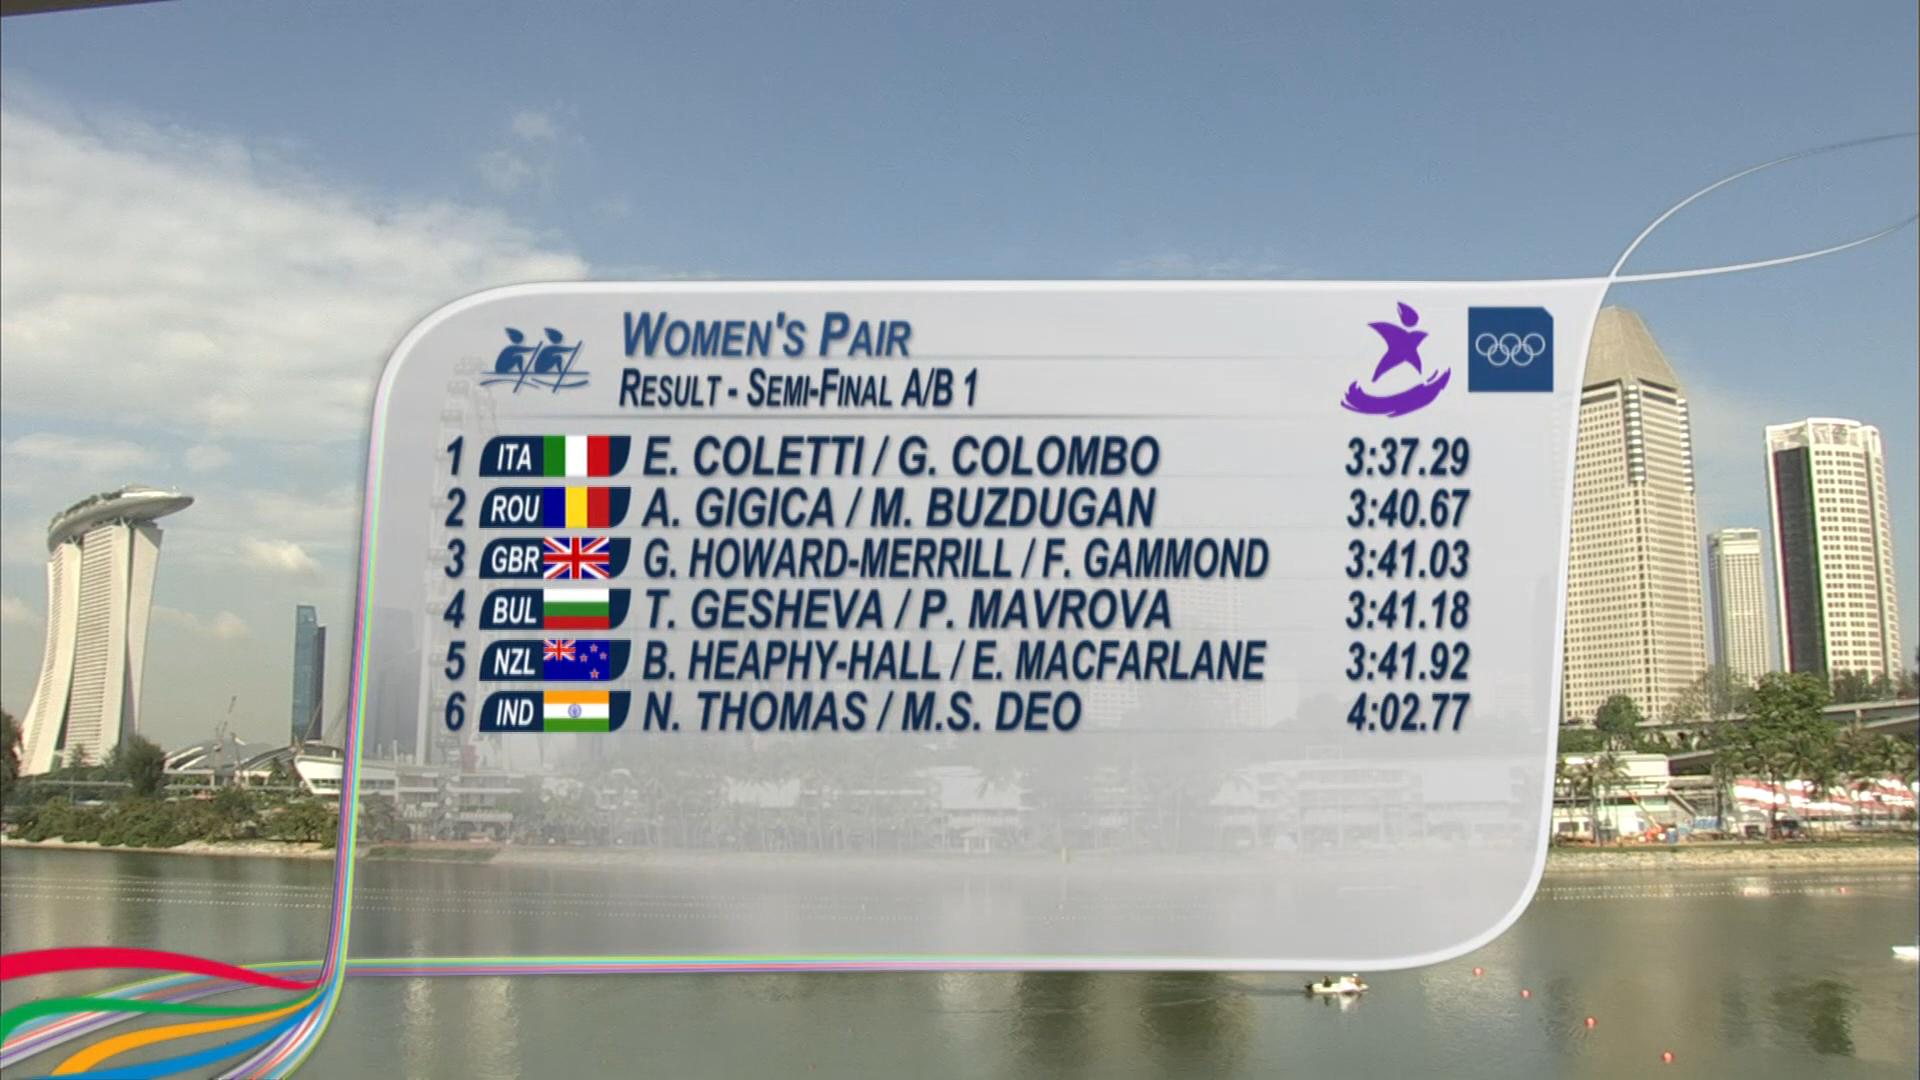 WOMEN'S PAIR
RESULT - SEMI-FINAL A/B 1
1 ITA E. COLETTI / G. COLOMBO 3:37.29
2 ROU A. GIGICA / M. BUZDUGAN 3:40.67
3 GBR G. HOWARD-MERRILL / F. GAMMOND 3:41.03
4 BUL T. GESHEVA / P. MAVROVA 3:41.18
5 NZL B. HEAPHY-HALL / E. MACFARLANE 3:41.92
6 IND N. THOMAS / M.S. DEO 4:02.77